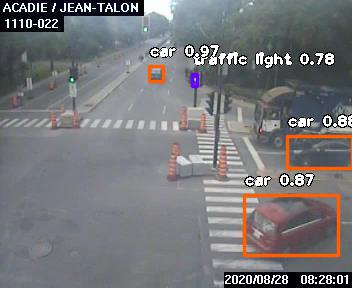 ACADIE / JEAN-TALON
1110-022
car 0.97
traffic light 0.78
car 0.88
car 0.87
2020/08/28 08:28:01